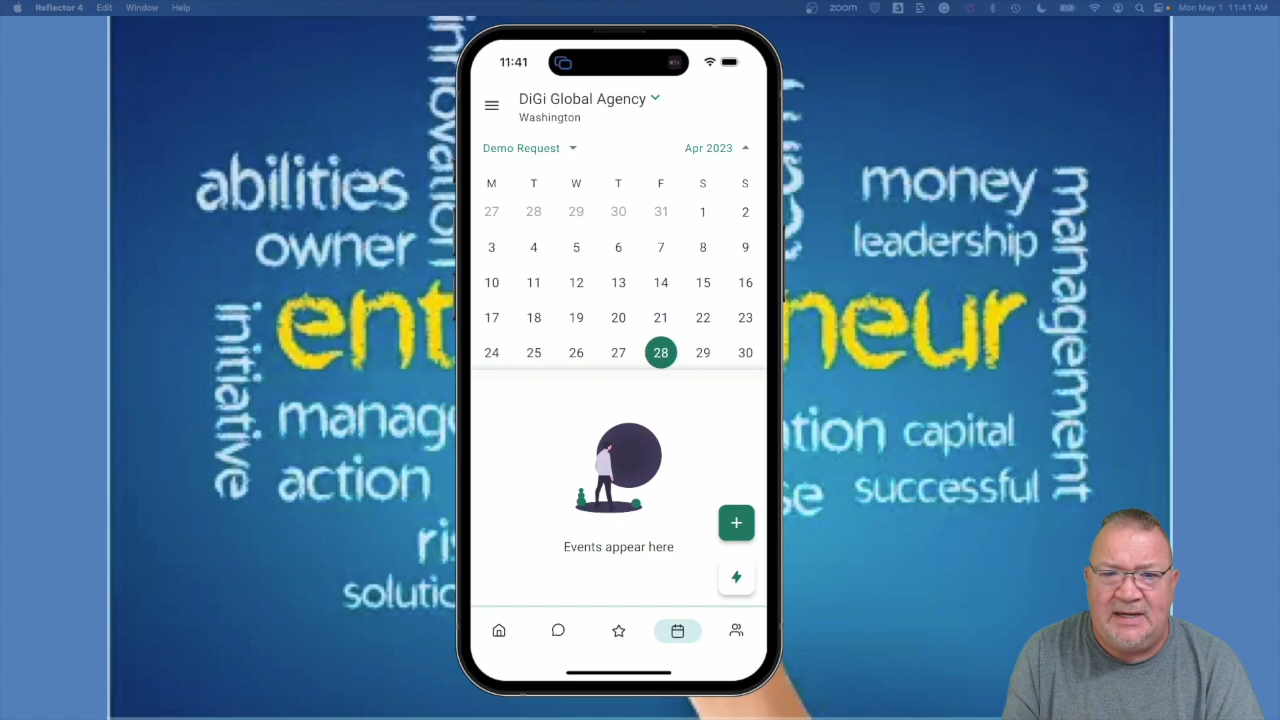 Reflector 4 Edit Window Help
zoom Mon May 1 11:41 AM
11:41
DiGi Global Agency
Washington
Demo Request Apr 2023
M T W T F S S
27 28 29 30 31 1 2
3 4 5 6 7 8 9
10 11 12 13 14 15 16
17 18 19 20 21 22 23
24 25 26 27 28 29 30
Events appear here
abilities
owner
initiative
action
money
leadership
management
capital
successful